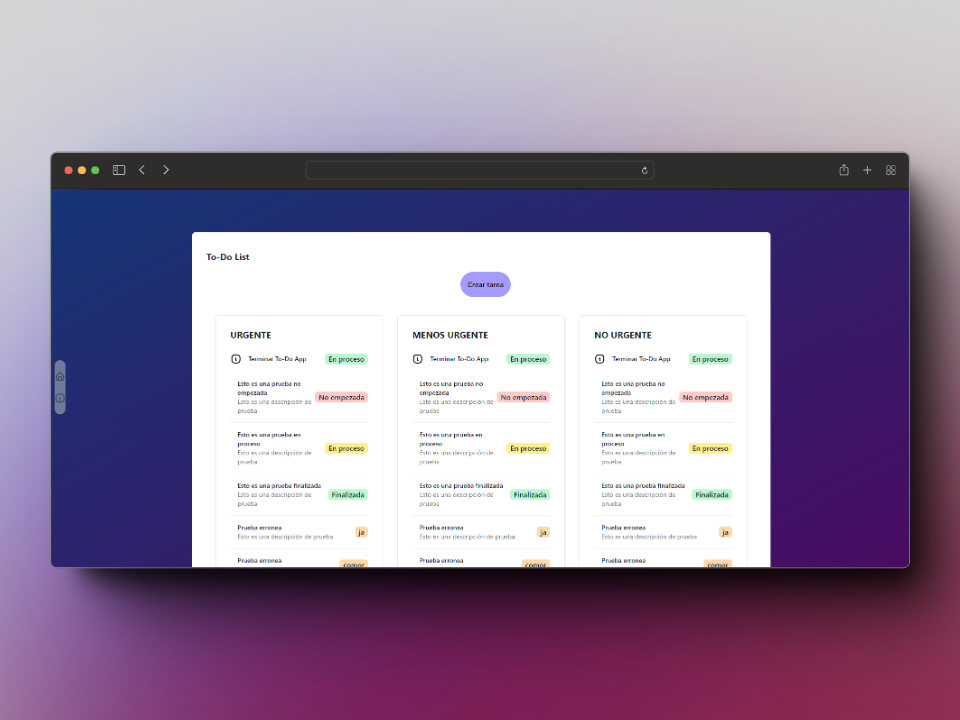 To-Do List
Crear tarea
URGENTE
Terminar To-Do App En proceso
Esto es una prueba no
empezada
No empezada
Esto es una descripción de
prueba
Esto es una prueba en
proceso
En proceso
Esto es una descripción de
prueba
Esto es una prueba finalizada
Finalizada
Esto es una descripción de
prueba
Prueba erronea
ja
Esto es una descripción de prueba
Prueba erronea
comor
MENOS URGENTE
Terminar To-Do App En proceso
Esto es una prueba no
empezada
No empezada
Esto es una descripción de
prueba
Esto es una prueba en
proceso
En proceso
Esto es una descripción de
prueba
Esto es una prueba finalizada
Finalizada
Esto es una descripción de
prueba
Prueba erronea
ja
Esto es una descripción de prueba
Prueba erronea
comor
NO URGENTE
Terminar To-Do App En proceso
Esto es una prueba no
empezada
No empezada
Esto es una descripción de
prueba
Esto es una prueba en
proceso
En proceso
Esto es una descripción de
prueba
Esto es una prueba finalizada
Finalizada
Esto es una descripción de
prueba
Prueba erronea
ja
Esto es una descripción de prueba
Prueba erronea
comor